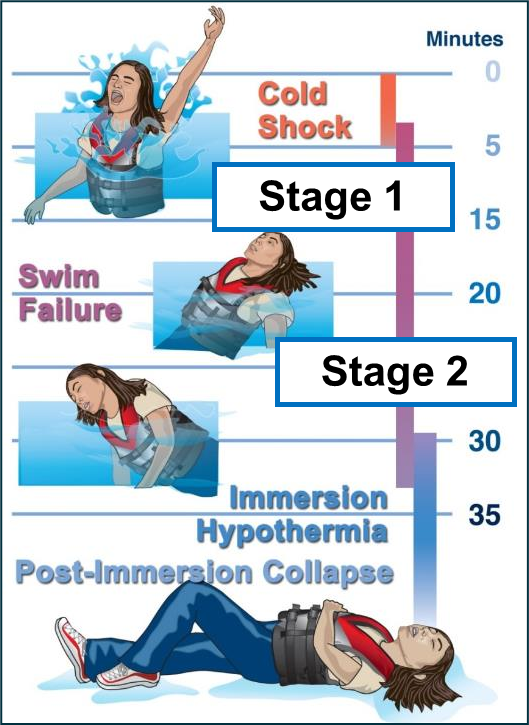 Minutes
0
Cold
Shock
5
Stage 1
15
Swim
Failure
20
Stage 2
30
Immersion
Hypothermia
35
Post-Immersion Collapse